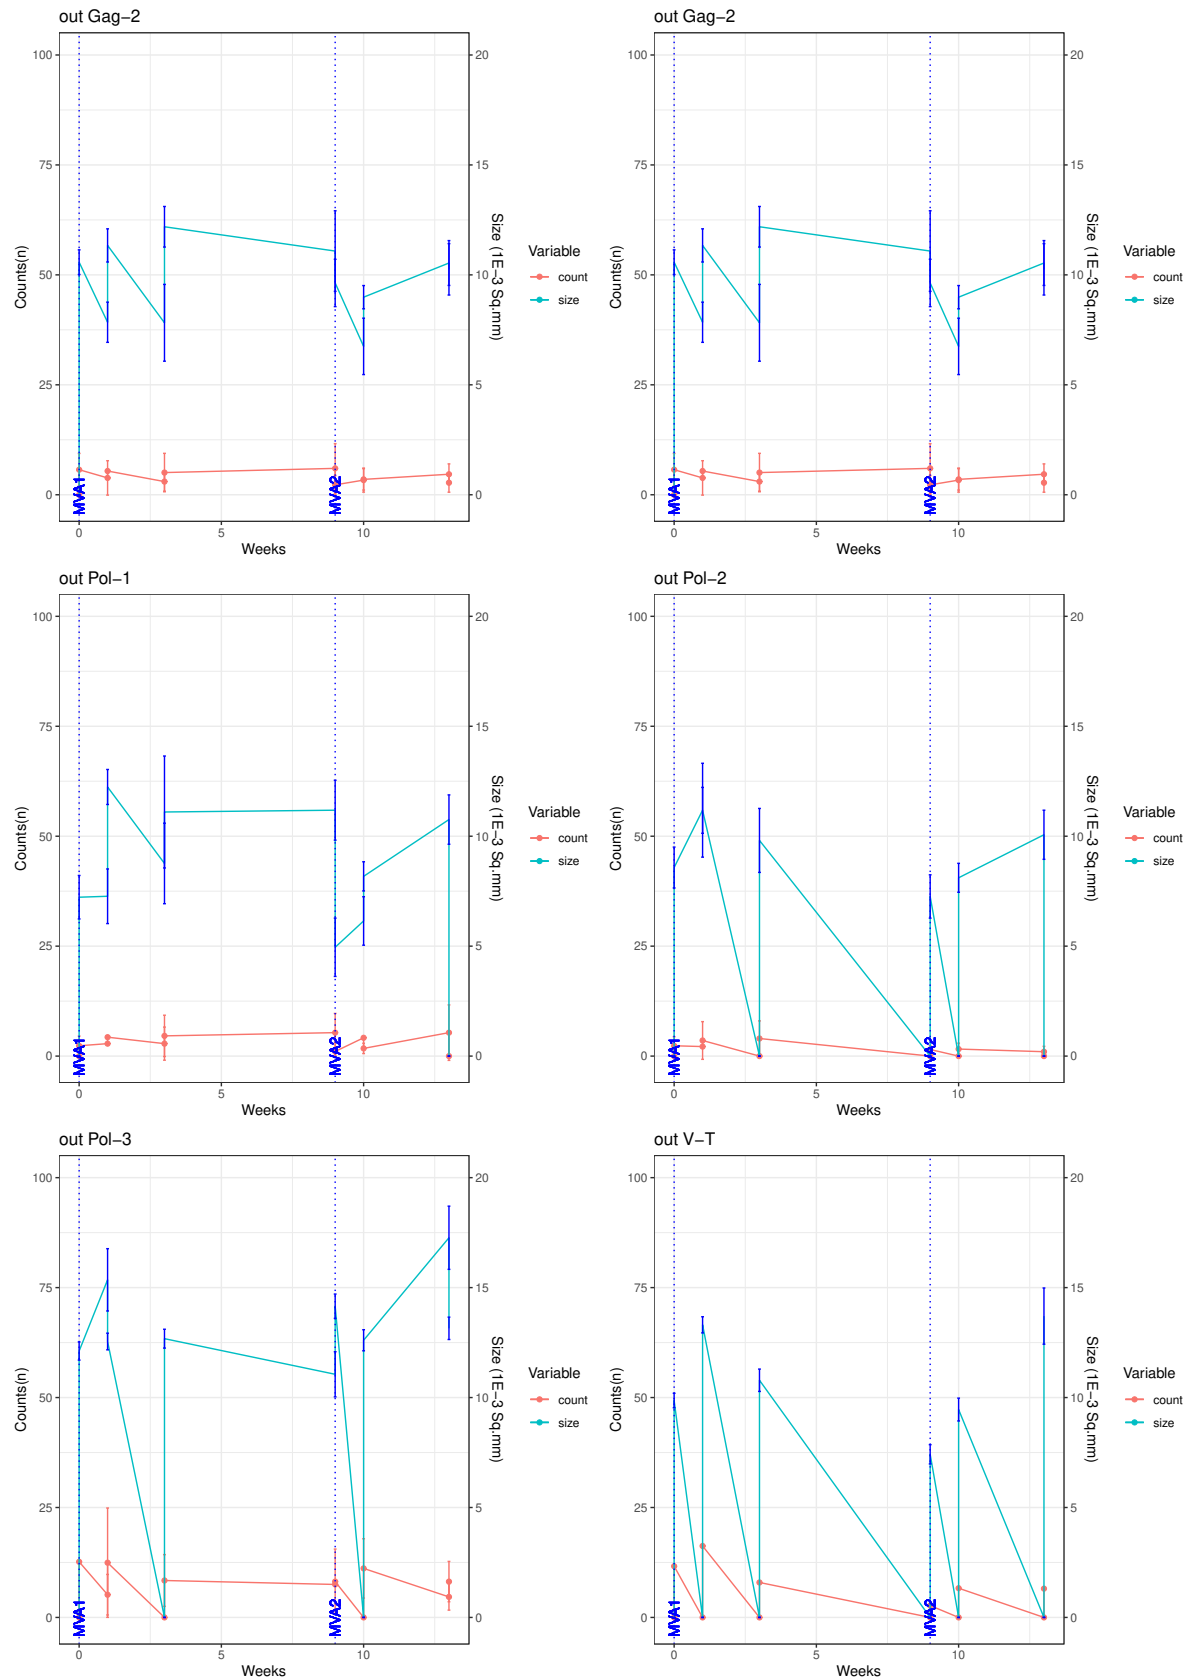 out Gag−2
100
75
50
25
0
20
15
10
5
0
Counts(n)
Size (1E−3 Sq.mm)
MVA1
MVA2
0
5
10
Weeks
Variable
count
size
out Gag−2
100
75
50
25
0
20
15
10
5
0
Counts(n)
Size (1E−3 Sq.mm)
MVA1
MVA2
0
5
10
Weeks
Variable
count
size
out Pol−1
100
75
50
25
0
20
15
10
5
0
Counts(n)
Size (1E−3 Sq.mm)
MVA1
MVA2
0
5
10
Weeks
Variable
count
size
out Pol−2
100
75
50
25
0
20
15
10
5
0
Counts(n)
Size (1E−3 Sq.mm)
MVA1
MVA2
0
5
10
Weeks
Variable
count
size
out Pol−3
100
75
50
25
0
20
15
10
5
0
Counts(n)
Size (1E−3 Sq.mm)
MVA1
MVA2
0
5
10
Weeks
Variable
count
size
out V−T
100
75
50
25
0
20
15
10
5
0
Counts(n)
Size (1E−3 Sq.mm)
MVA1
MVA2
0
5
10
Weeks
Variable
count
size